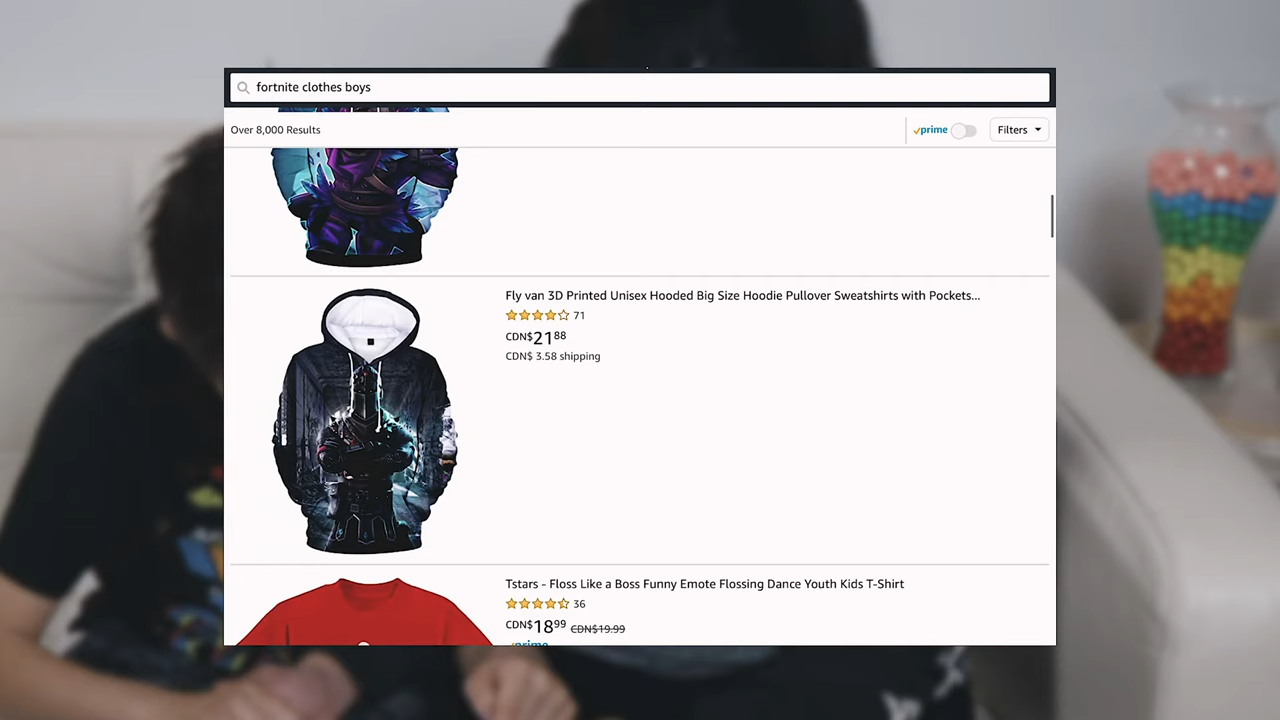 fortnite clothes boys
Over 8,000 Results
prime
Filters
Fly van 3D Printed Unisex Hooded Big Size Hoodie Pullover Sweatshirts with Pockets...
71
CDN$21 88
CDN$ 3.58 shipping
Tstars - Floss Like a Boss Funny Emote Flossing Dance Youth Kids T-Shirt
36
CDN$18 99 CDN$19.99
prime